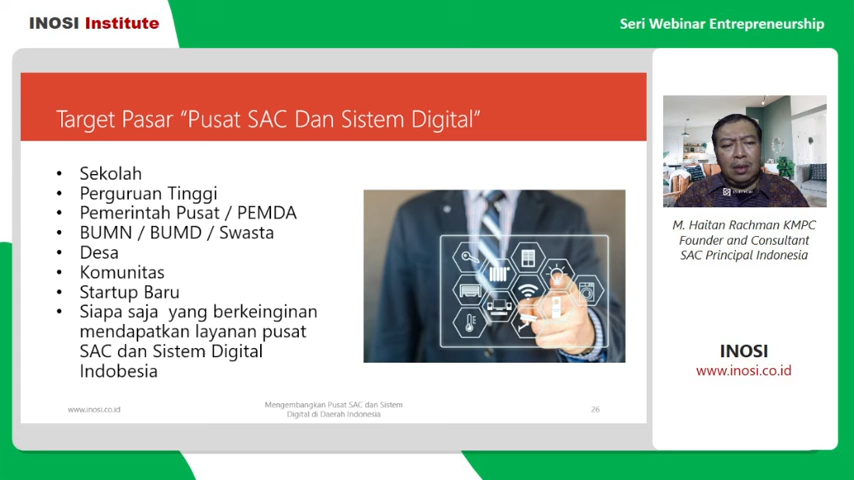 INOSI Institute
Seri Webinar Entrepreneurship
Target Pasar “Pusat SAC Dan Sistem Digital”
• Sekolah
• Perguruan Tinggi
• Pemerintah Pusat / PEMDA
• BUMN / BUMD / Swasta
• Desa
• Komunitas
• Startup Baru
• Siapa saja yang berkeinginan
mendapatkan layanan pusat
SAC dan Sistem Digital
Indobesia
www.inosi.co.id
Mengembangkan Pusat SAC dan Sistem
Digital di Daerah Indonesia
26
M. Haitan Rachman KMPC
Founder and Consultant
SAC Principal Indonesia
INOSI
www.inosi.co.id